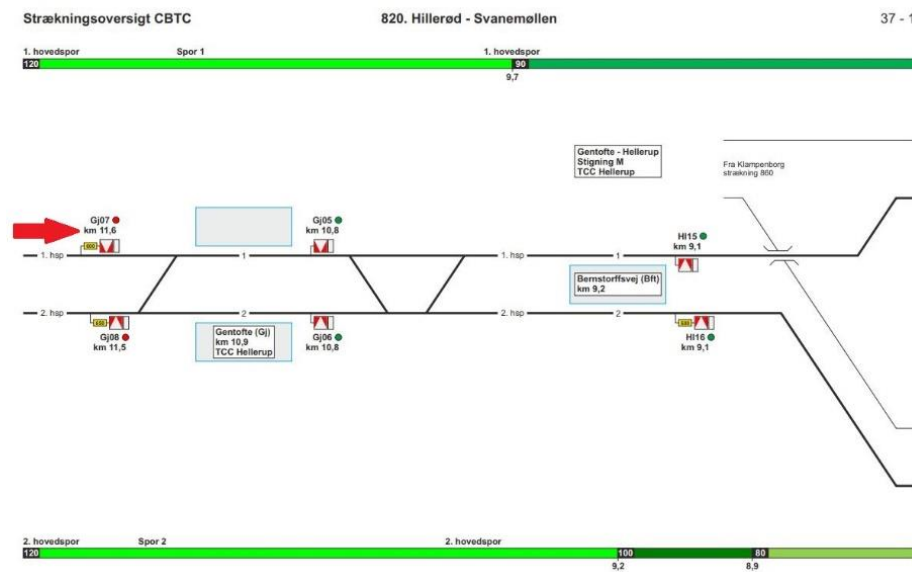 Strækningsoversigt CBTC
820. Hillerød - Svanemøllen
37 - 1
1. hovedspor
Spor 1
1. hovedspor
120
90
9,7
Gentofte - Hellerup
Stigning M
TCC Hellerup
Fra Klampenborg
strækning 860
Gj07
km 11,6
800
Gj05
km 10,8
Hl15
km 9,1
1. hsp
1
1. hsp
1
Bernstorffsvej (Bft)
km 9,2
2. hsp
2
2. hsp
2
Gj08
km 11,5
Gentofte (Gj)
km 10,9
TCC Hellerup
Gj06
km 10,8
Hl16
km 9,1
2. hovedspor
Spor 2
2. hovedspor
120
100
80
9,2
8,9